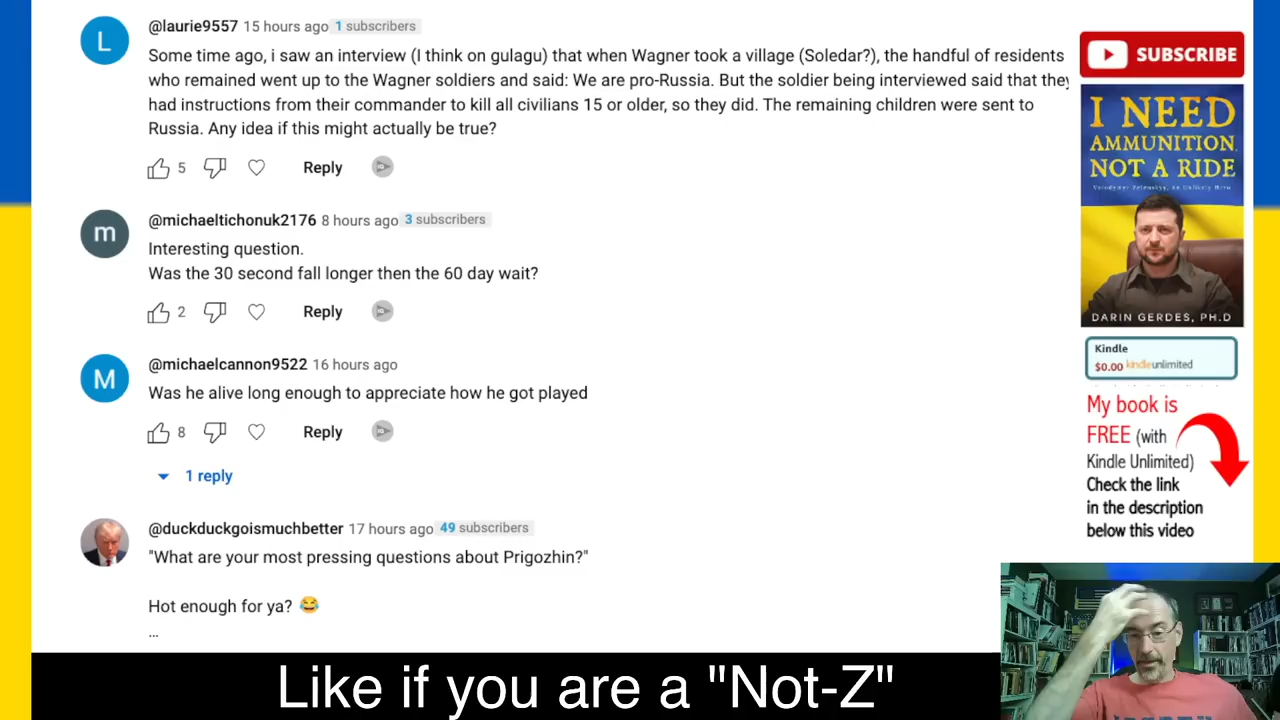 @laurie9557 15 hours ago 1 subscribers
Some time ago, i saw an interview (I think on gulagu) that when Wagner took a village (Soledar?), the handful of residents
who remained went up to the Wagner soldiers and said: We are pro-Russia. But the soldier being interviewed said that they
had instructions from their commander to kill all civilians 15 or older, so they did. The remaining children were sent to
Russia. Any idea if this might actually be true?
5 Reply
@michaeltichonuk2176 8 hours ago 3 subscribers
Interesting question.
Was the 30 second fall longer then the 60 day wait?
2 Reply
@michaelcannon9522 16 hours ago
Was he alive long enough to appreciate how he got played
8 Reply
1 reply
@duckduckgoismuchbetter 17 hours ago 49 subscribers
"What are your most pressing questions about Prigozhin?"
Hot enough for ya? 😂
...
L
m
M
SUBSCRIBE
I NEED
AMMUNITION,
NOT A RIDE
Volodymyr Zelenskyy, An Unlikely Hero
DARIN GERDES, PH.D
Kindle
$0.00 kindleunlimited
My book is
FREE (with
Kindle Unlimited)
Check the link
in the description
below this video
Like if you are a "Not-Z"